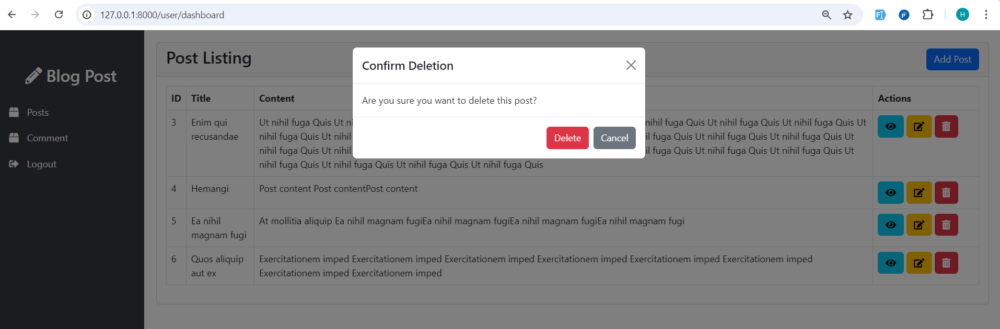 127.0.0.1:8000/user/dashboard
H
Blog Post
Posts
Comment
Logout
Post Listing
Add Post
Confirm Deletion
Are you sure you want to delete this post?
Delete
Cancel
ID Title Content Actions
3 Enim qui recusandae
Ut nihil fuga Quis Ut ni nihil fuga Quis Ut nihil fuga Quis Ut nihil fuga Quis Ut
nihil fuga Quis Ut nihil il fuga Quis Ut nihil fuga Quis Ut nihil fuga Quis Ut
nihil fuga Quis Ut nihil il fuga Quis Ut nihil fuga Quis Ut nihil fuga Quis Ut
nihil fuga Quis Ut nihil fuga Quis Ut nihil fuga Quis Ut nihil fuga Quis
4 Hemangi Post content Post contentPost content
5 Ea nihil magnam fugi
At mollitia aliquip Ea nihil magnam fugiEa nihil magnam fugiEa nihil magnam fugiEa nihil magnam fugi
6 Quos aliquip aut ex
Exercitationem imped Exercitationem imped Exercitationem imped Exercitationem imped Exercitationem imped Exercitationem imped
Exercitationem imped Exercitationem imped